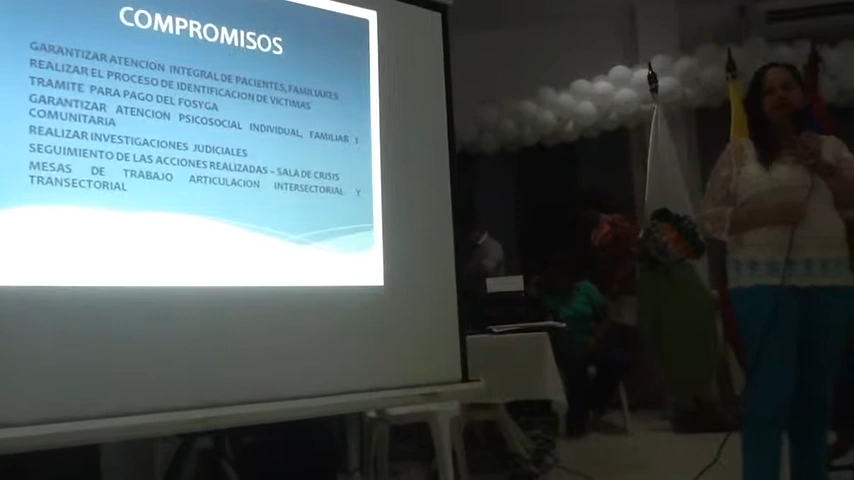 COMPROMISOS
GARANTIZAR ATENCION INTEGRAL DE PACIENTES, FAMILIARES
REALIZAR EL PROCESO DE IDENTIFICACION DE VICTIMAS
TRAMITE PARA PAGO DEL FOSYGA
GARANTIZAR ATENCIÓN PSICOSOCIAL INDIVIDUAL, FAMILIAR Y
COMUNITARIA
REALIZAR INVESTIGACIONES JUDICIALES
SEGUIMIENTO DE LAS ACCIONES REALIZADAS – SALA DE CRISIS
MESAS DE TRABAJO ARTICULACION INTERSECTORIAL Y
TRANSECTORIAL